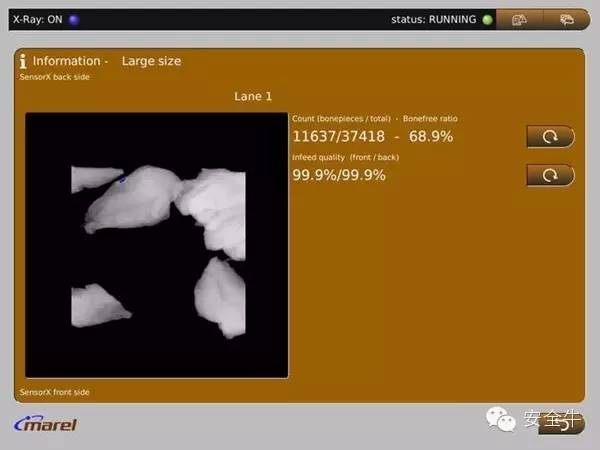 X-Ray: ON
status: RUNNING
Information - Large size
SensorX back side
Lane 1
Count (bonepieces / total) - Bonefree ratio
11637/37418 - 68.9%
Infeed quality (front / back)
99.9%/99.9%
SensorX front side
marel
安全牛